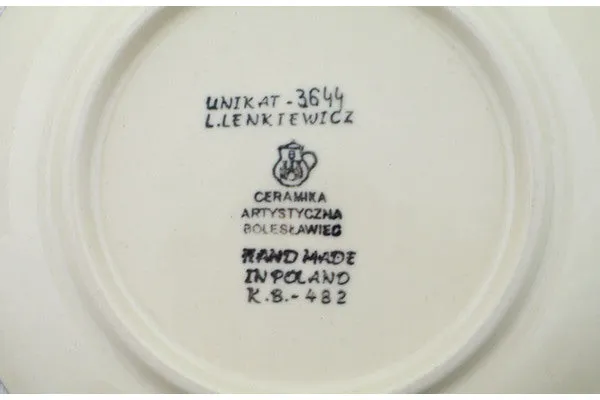 UNIKAT - 3644
L.LENKIEWICZ
CERAMIKA
ARTYSTYCZNA
BOLESŁAWIEC
HAND MADE
IN POLAND
K.B.-482